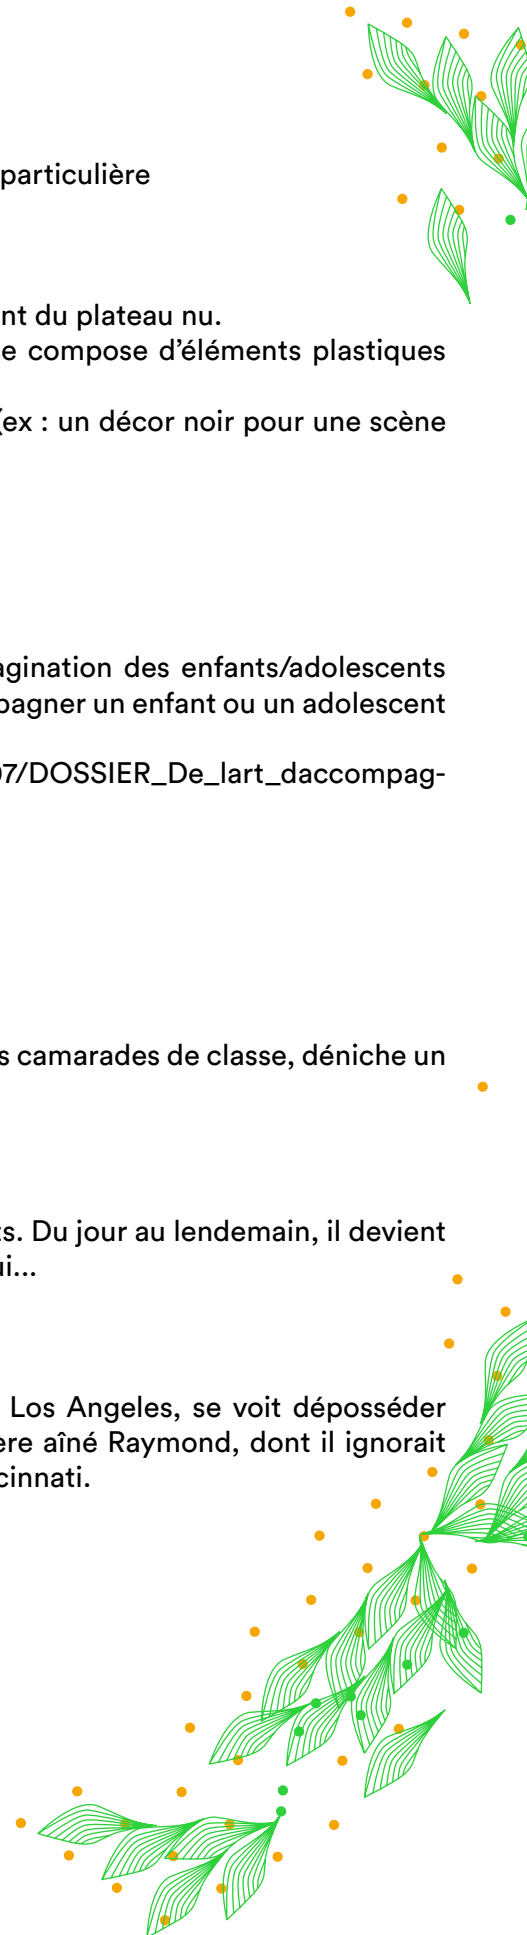 particulière
nt du plateau nu.
e compose d’éléments plastiques
(ex : un décor noir pour une scène
agination des enfants/adolescents
pagner un enfant ou un adolescent
07/DOSSIER_De_lart_daccompag-
s camarades de classe, déniche un
ts. Du jour au lendemain, il devient
ui...
Los Angeles, se voit déposséder
ère aîné Raymond, dont il ignorait
cinnati.